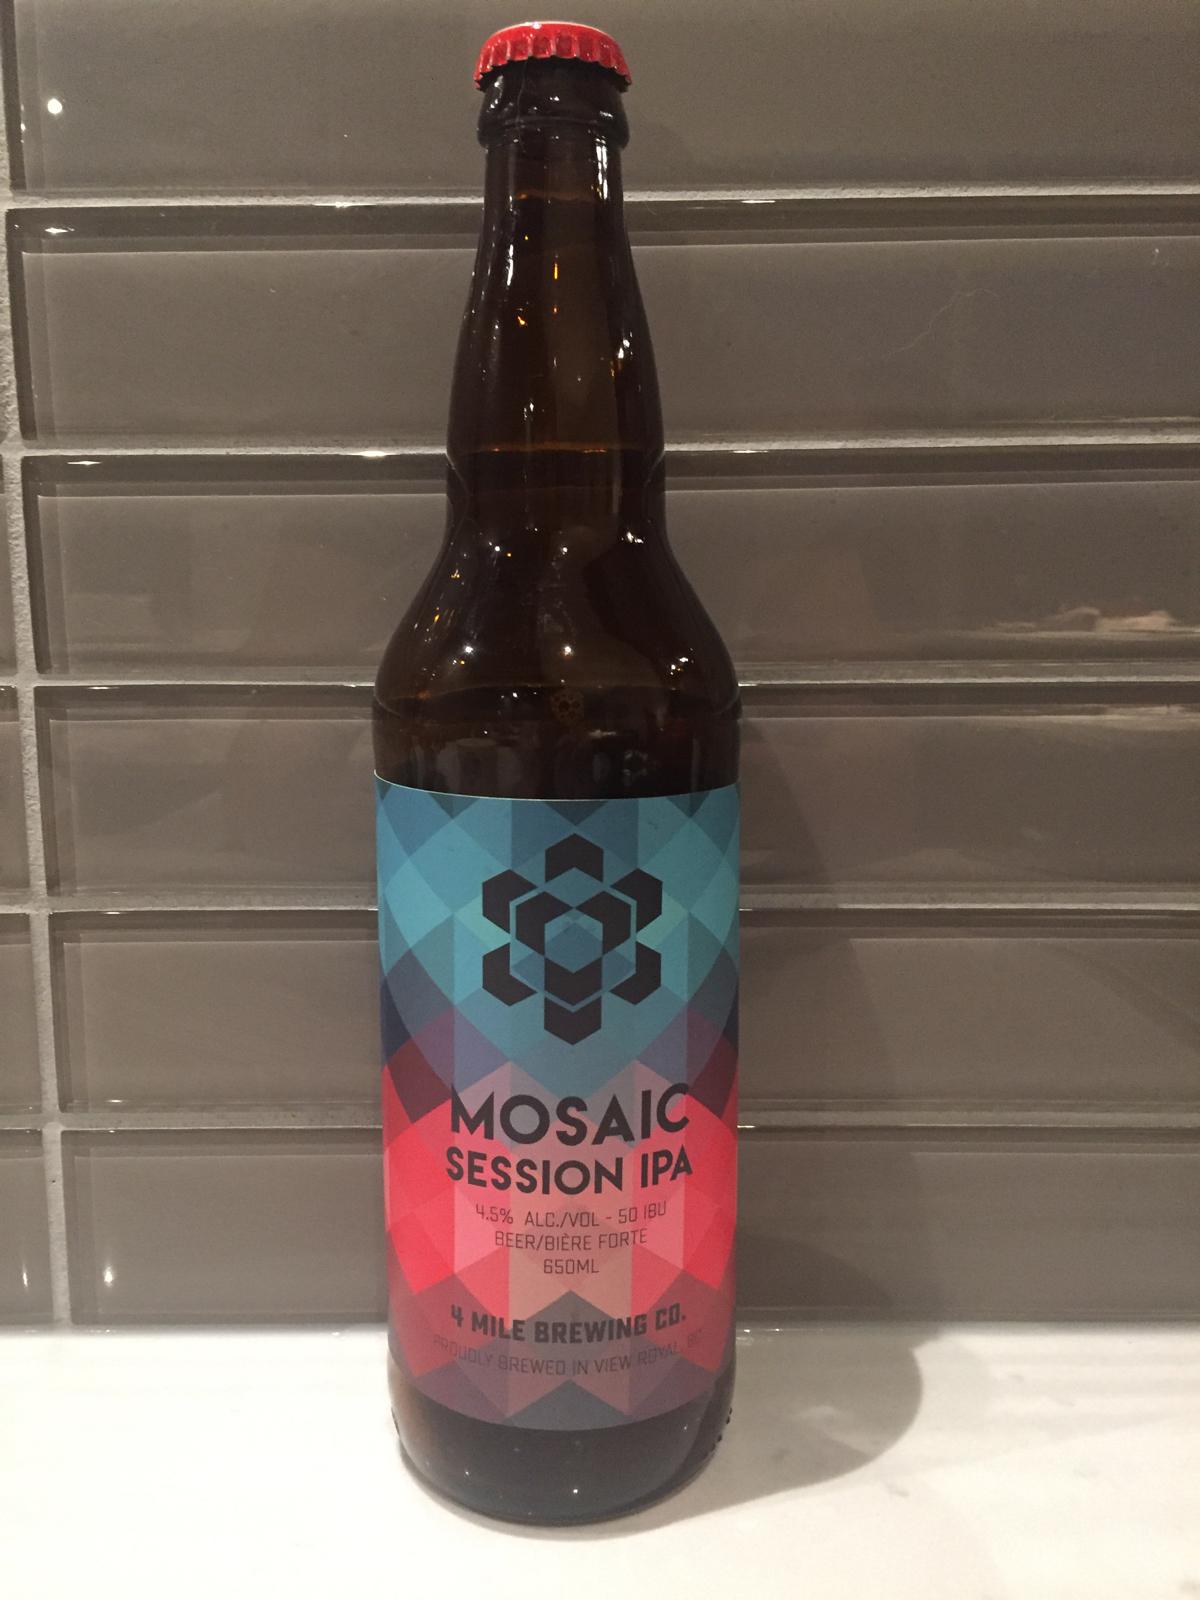 MOSAIC
SESSION IPA
4.5% ALC./VOL - 50 IBU
BEER/BIÈRE FORTE
650ML
4 MILE BREWING CO.
PROUDLY BREWED IN VIEW ROYAL, BC